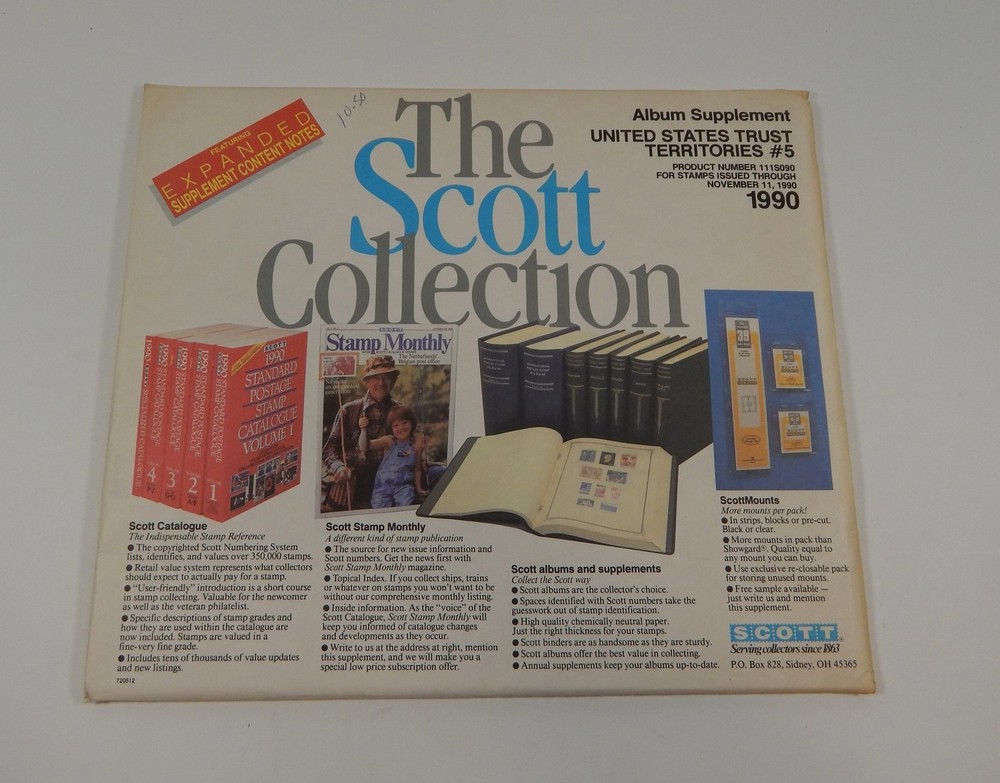 FEATURING
EXPANDED
SUPPLEMENT CONTENT NOTES
10.50
The
Scott
Collection
Album Supplement
UNITED STATES TRUST
TERRITORIES #5
PRODUCT NUMBER 111S090
FOR STAMPS ISSUED THROUGH
NOVEMBER 11, 1990
1990
SCOTT
1990
STANDARD
POSTAGE
STAMP
CATALOGUE
VOLUME 1
4
3
2
1
SCOTT
Stamp Monthly
The Netherlands'
Belgian post office
39
SCOTT
SCOTT
Scott Catalogue
The Indispensable Stamp Reference
● The copyrighted Scott Numbering System
lists, identifies, and values over 350,000 stamps.
● Retail value system represents what collectors
should expect to actually pay for a stamp.
● "User-friendly" introduction is a short course
in stamp collecting. Valuable for the newcomer
as well as the veteran philatelist.
● Specific descriptions of stamp grades and
how they are used within the catalogue are
now included. Stamps are valued in a
fine-very fine grade.
● Includes tens of thousands of value updates
and new listings.
720512
Scott Stamp Monthly
A different kind of stamp publication
● The source for new issue information and
Scott numbers. Get the news first with
Scott Stamp Monthly magazine.
● Topical Index. If you collect ships, trains
or whatever on stamps you won't want to be
without our comprehensive monthly listing.
● Inside information. As the "voice" of the
Scott Catalogue, Scott Stamp Monthly will
keep you informed of catalogue changes
and developments as they occur.
● Write to us at the address at right, mention
this supplement, and we will make you a
special low price subscription offer.
Scott albums and supplements
Collect the Scott way
● Scott albums are the collector's choice.
● Spaces identified with Scott numbers take the
guesswork out of stamp identification.
● High quality chemically neutral paper.
Just the right thickness for your stamps.
● Scott binders are as handsome as they are sturdy.
● Scott albums offer the best value in collecting.
● Annual supplements keep your albums up-to-date.
ScottMounts
More mounts per pack!
● In strips, blocks or pre-cut.
Black or clear.
● More mounts in pack than
Showgard®. Quality equal to
any mount you can buy.
● Use exclusive re-closable pack
for storing unused mounts.
● Free sample available —
just write us and mention
this supplement.
SCOTT®
Serving collectors since 1863
P.O. Box 828, Sidney, OH 45365